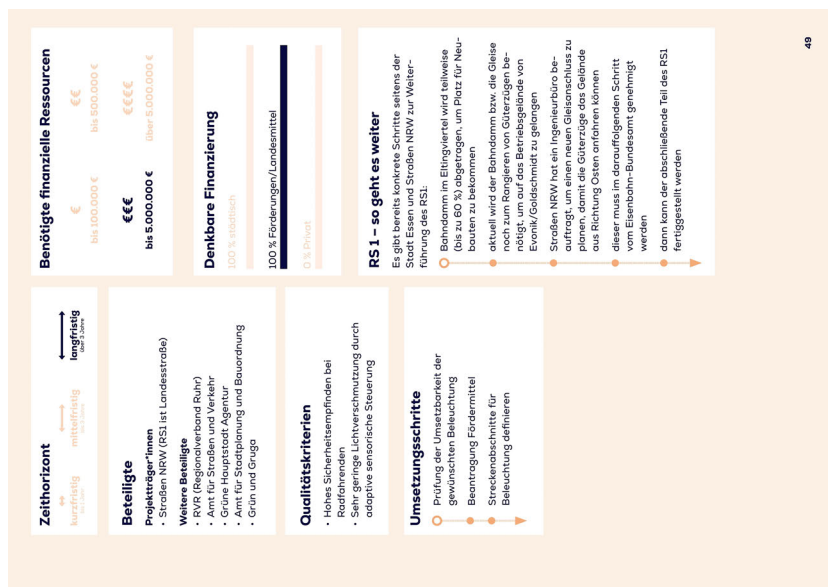 Zeithorizont
kurzfristig
mittelfristig
langfristig
über 3 Jahre
Beteiligte
Projektträger*innen
• Straßen NRW (RS1 ist Landesstraße)
Weitere Beteiligte
• RVR (Regionalverband Ruhr)
• Amt für Straßen und Verkehr
• Grüne Hauptstadt Agentur
• Amt für Stadtplanung und Bauordnung
• Grün und Gruga
Qualitätskriterien
• Hohes Sicherheitsempfinden bei
Radfahrenden
• Sehr geringe Lichtverschmutzung durch
adaptive sensorische Steuerung
Umsetzungsschritte
Prüfung der Umsetzbarkeit der
gewünschten Beleuchtung
Beantragung Fördermittel
Streckenabschnitte für
Beleuchtung definieren
Benötigte finanzielle Ressourcen
€
bis 100.000 €
€€
bis 500.000 €
€€€
bis 5.000.000 €
€€€€
über 5.000.000 €
Denkbare Finanzierung
100 % städtisch
100 % Förderungen/Landesmittel
0 % Privat
RS1 – so geht es weiter
Es gibt bereits konkrete Schritte seitens der
Stadt Essen und Straßen NRW zur Weiter-
führung des RS1:
Bahndamm im Eltingviertel wird teilweise
(bis zu 60 %) abgetragen, um Platz für Neu-
bauten zu bekommen
aktuell wird der Bahndamm bzw. die Gleise
noch zum Rangieren von Güterzügen be-
nötigt, um auf das Betriebsgelände von
Evonik/Goldschmidt zu gelangen
Straßen NRW hat ein Ingenieurbüro be-
auftragt, um einen neuen Gleisanschluss zu
planen, damit die Güterzüge das Gelände
aus Richtung Osten anfahren können
dieser muss im darauffolgenden Schritt
vom Eisenbahn-Bundesamt genehmigt
werden
dann kann der abschließende Teil des RS1
fertiggestellt werden
49